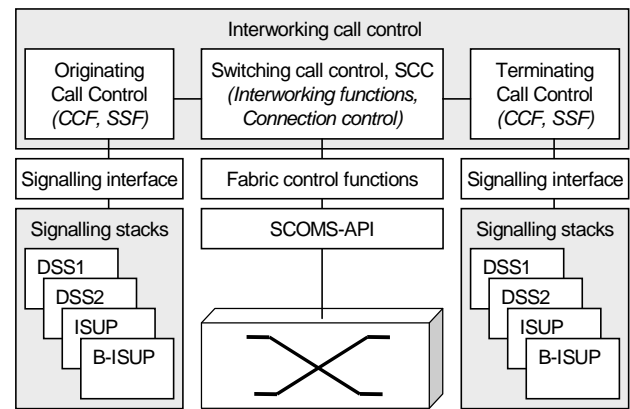 Interworking call control
Originating
Call Control
(CCF, SSF)
Switching call control, SCC
(Interworking functions,
Connection control)
Terminating
Call Control
(CCF, SSF)
Signalling interface
Fabric control functions
Signalling interface
Signalling stacks
DSS1
DSS2
ISUP
B-ISUP
SCOMS-API
Signalling stacks
DSS1
DSS2
ISUP
B-ISUP